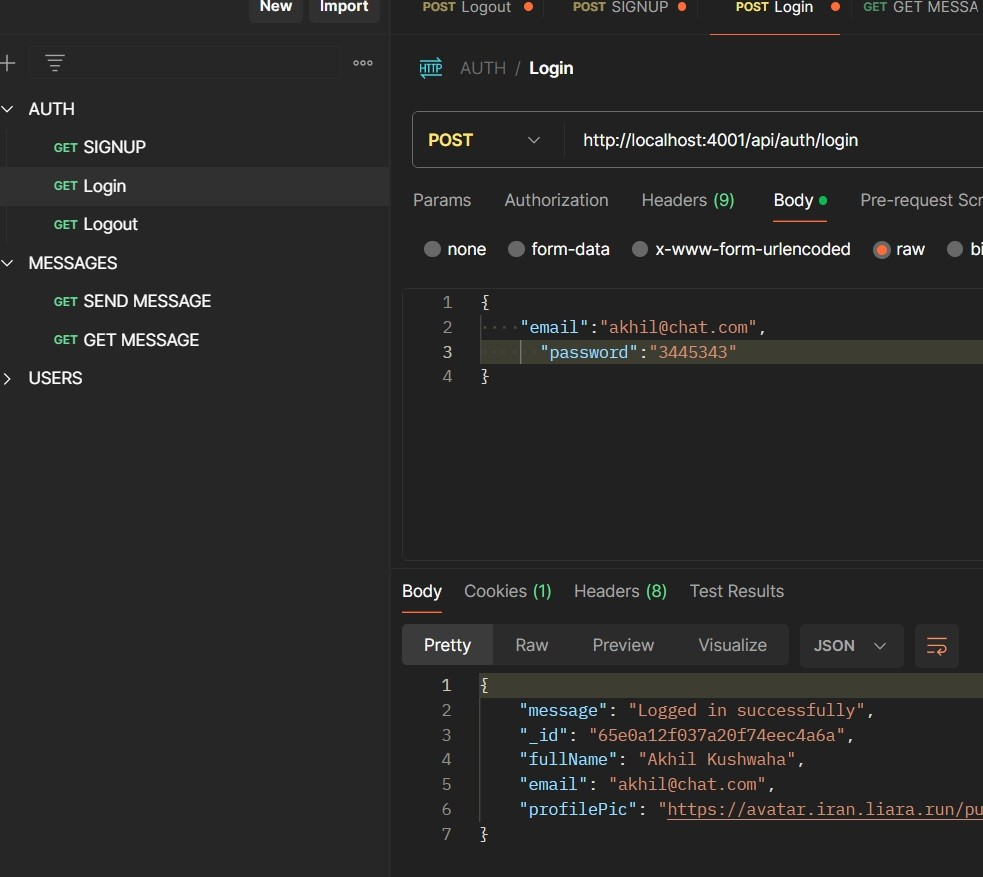 New Import
POST Logout POST SIGNUP POST Login GET GET MESSA
HTTP AUTH / Login
AUTH
GET SIGNUP
GET Login
GET Logout
MESSAGES
GET SEND MESSAGE
GET GET MESSAGE
USERS
POST http://localhost:4001/api/auth/login
Params Authorization Headers (9) Body Pre-request Scr
none form-data x-www-form-urlencoded raw bi
1 {
2 "email":"akhil@chat.com",
3 "password":"3445343"
4 }
Body Cookies (1) Headers (8) Test Results
Pretty Raw Preview Visualize JSON
1 {
2 "message": "Logged in successfully",
3 "_id": "65e0a12f037a20f74eec4a6a",
4 "fullName": "Akhil Kushwaha",
5 "email": "akhil@chat.com",
6 "profilePic": "https://avatar.iran.liara.run/pu
7 }